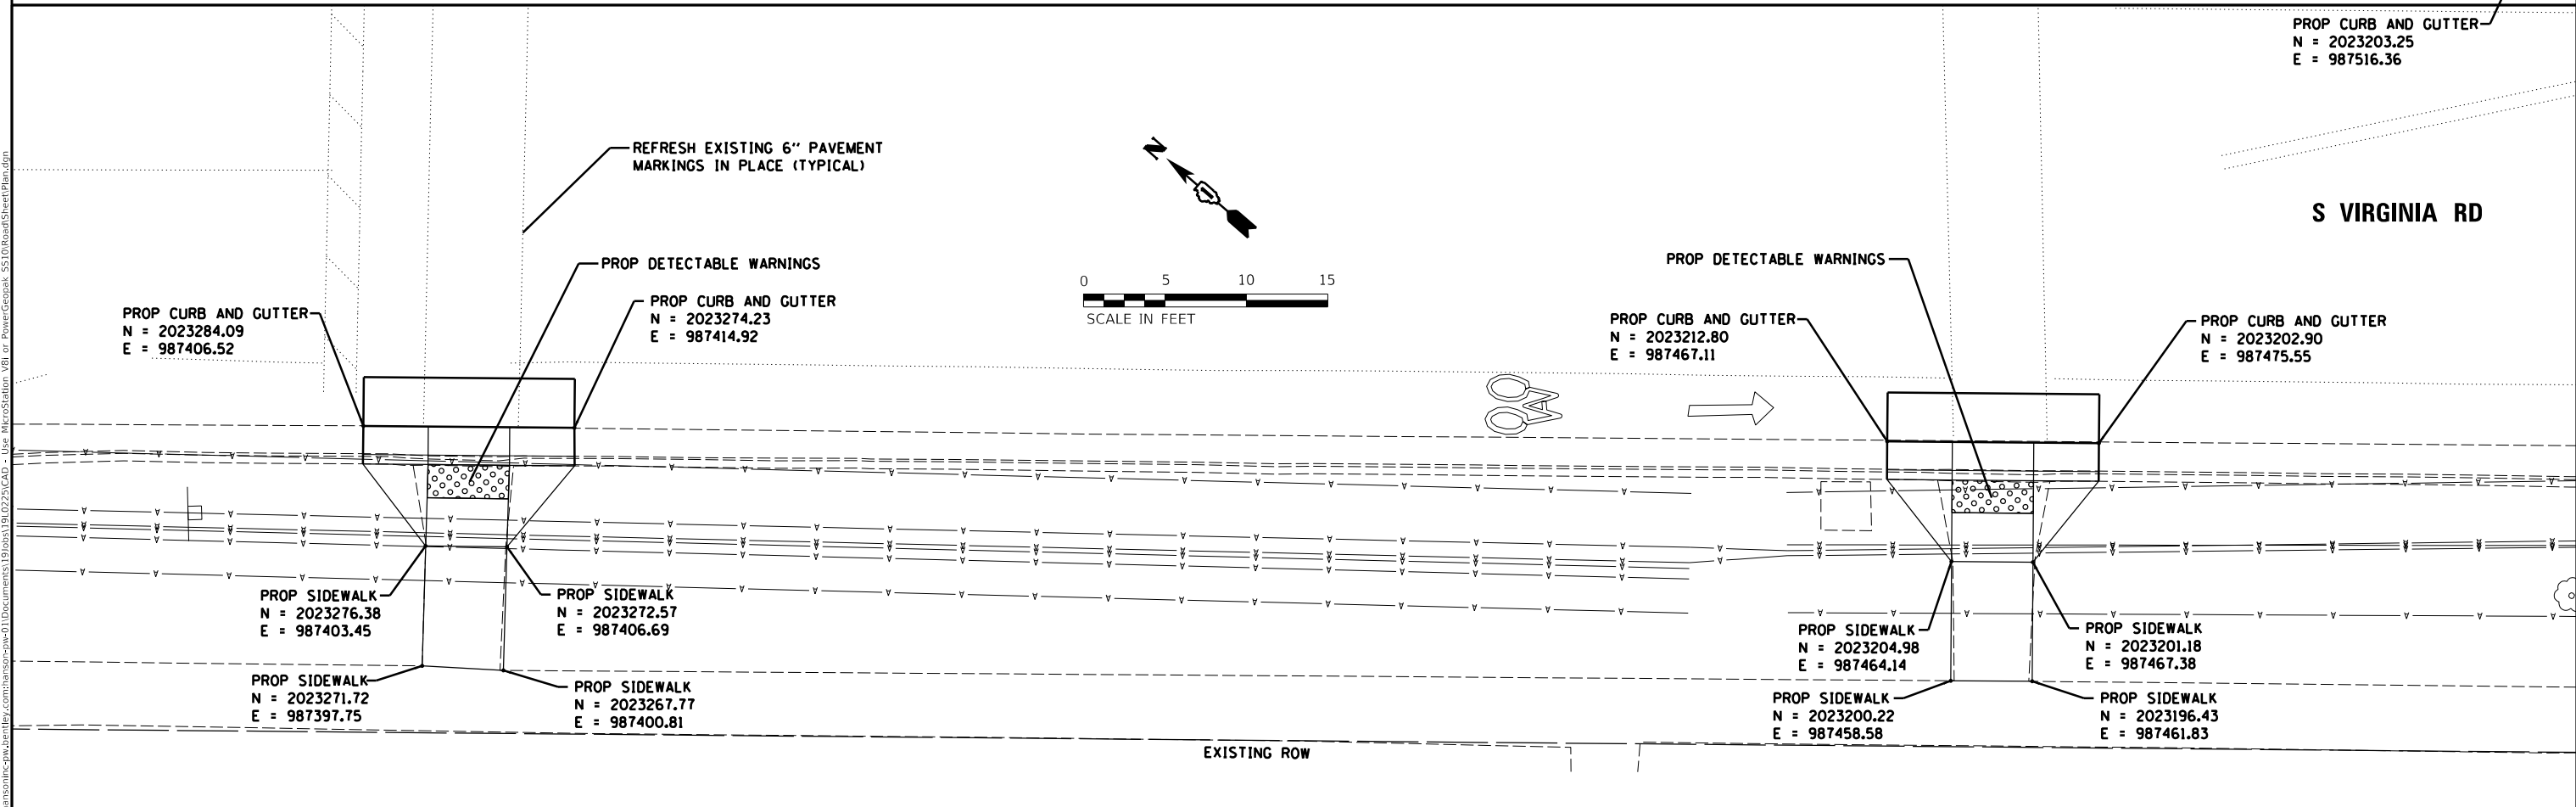 PROP CURB AND GUTTER
N = 2023203.25
E = 987516.36
REFRESH EXISTING 6" PAVEMENT
MARKINGS IN PLACE (TYPICAL)
N
S VIRGINIA RD
PROP DETECTABLE WARNINGS
PROP DETECTABLE WARNINGS
0 5 10 15
SCALE IN FEET
PROP CURB AND GUTTER
N = 2023284.09
E = 987406.52
PROP CURB AND GUTTER
N = 2023274.23
E = 987414.92
PROP CURB AND GUTTER
N = 2023212.80
E = 987467.11
PROP CURB AND GUTTER
N = 2023202.90
E = 987475.55
PROP SIDEWALK
N = 2023276.38
E = 987403.45
PROP SIDEWALK
N = 2023272.57
E = 987406.69
PROP SIDEWALK
N = 2023204.98
E = 987464.14
PROP SIDEWALK
N = 2023201.18
E = 987467.38
PROP SIDEWALK
N = 2023271.72
E = 987397.75
PROP SIDEWALK
N = 2023267.77
E = 987400.81
PROP SIDEWALK
N = 2023200.22
E = 987458.58
PROP SIDEWALK
N = 2023196.43
E = 987461.83
EXISTING ROW